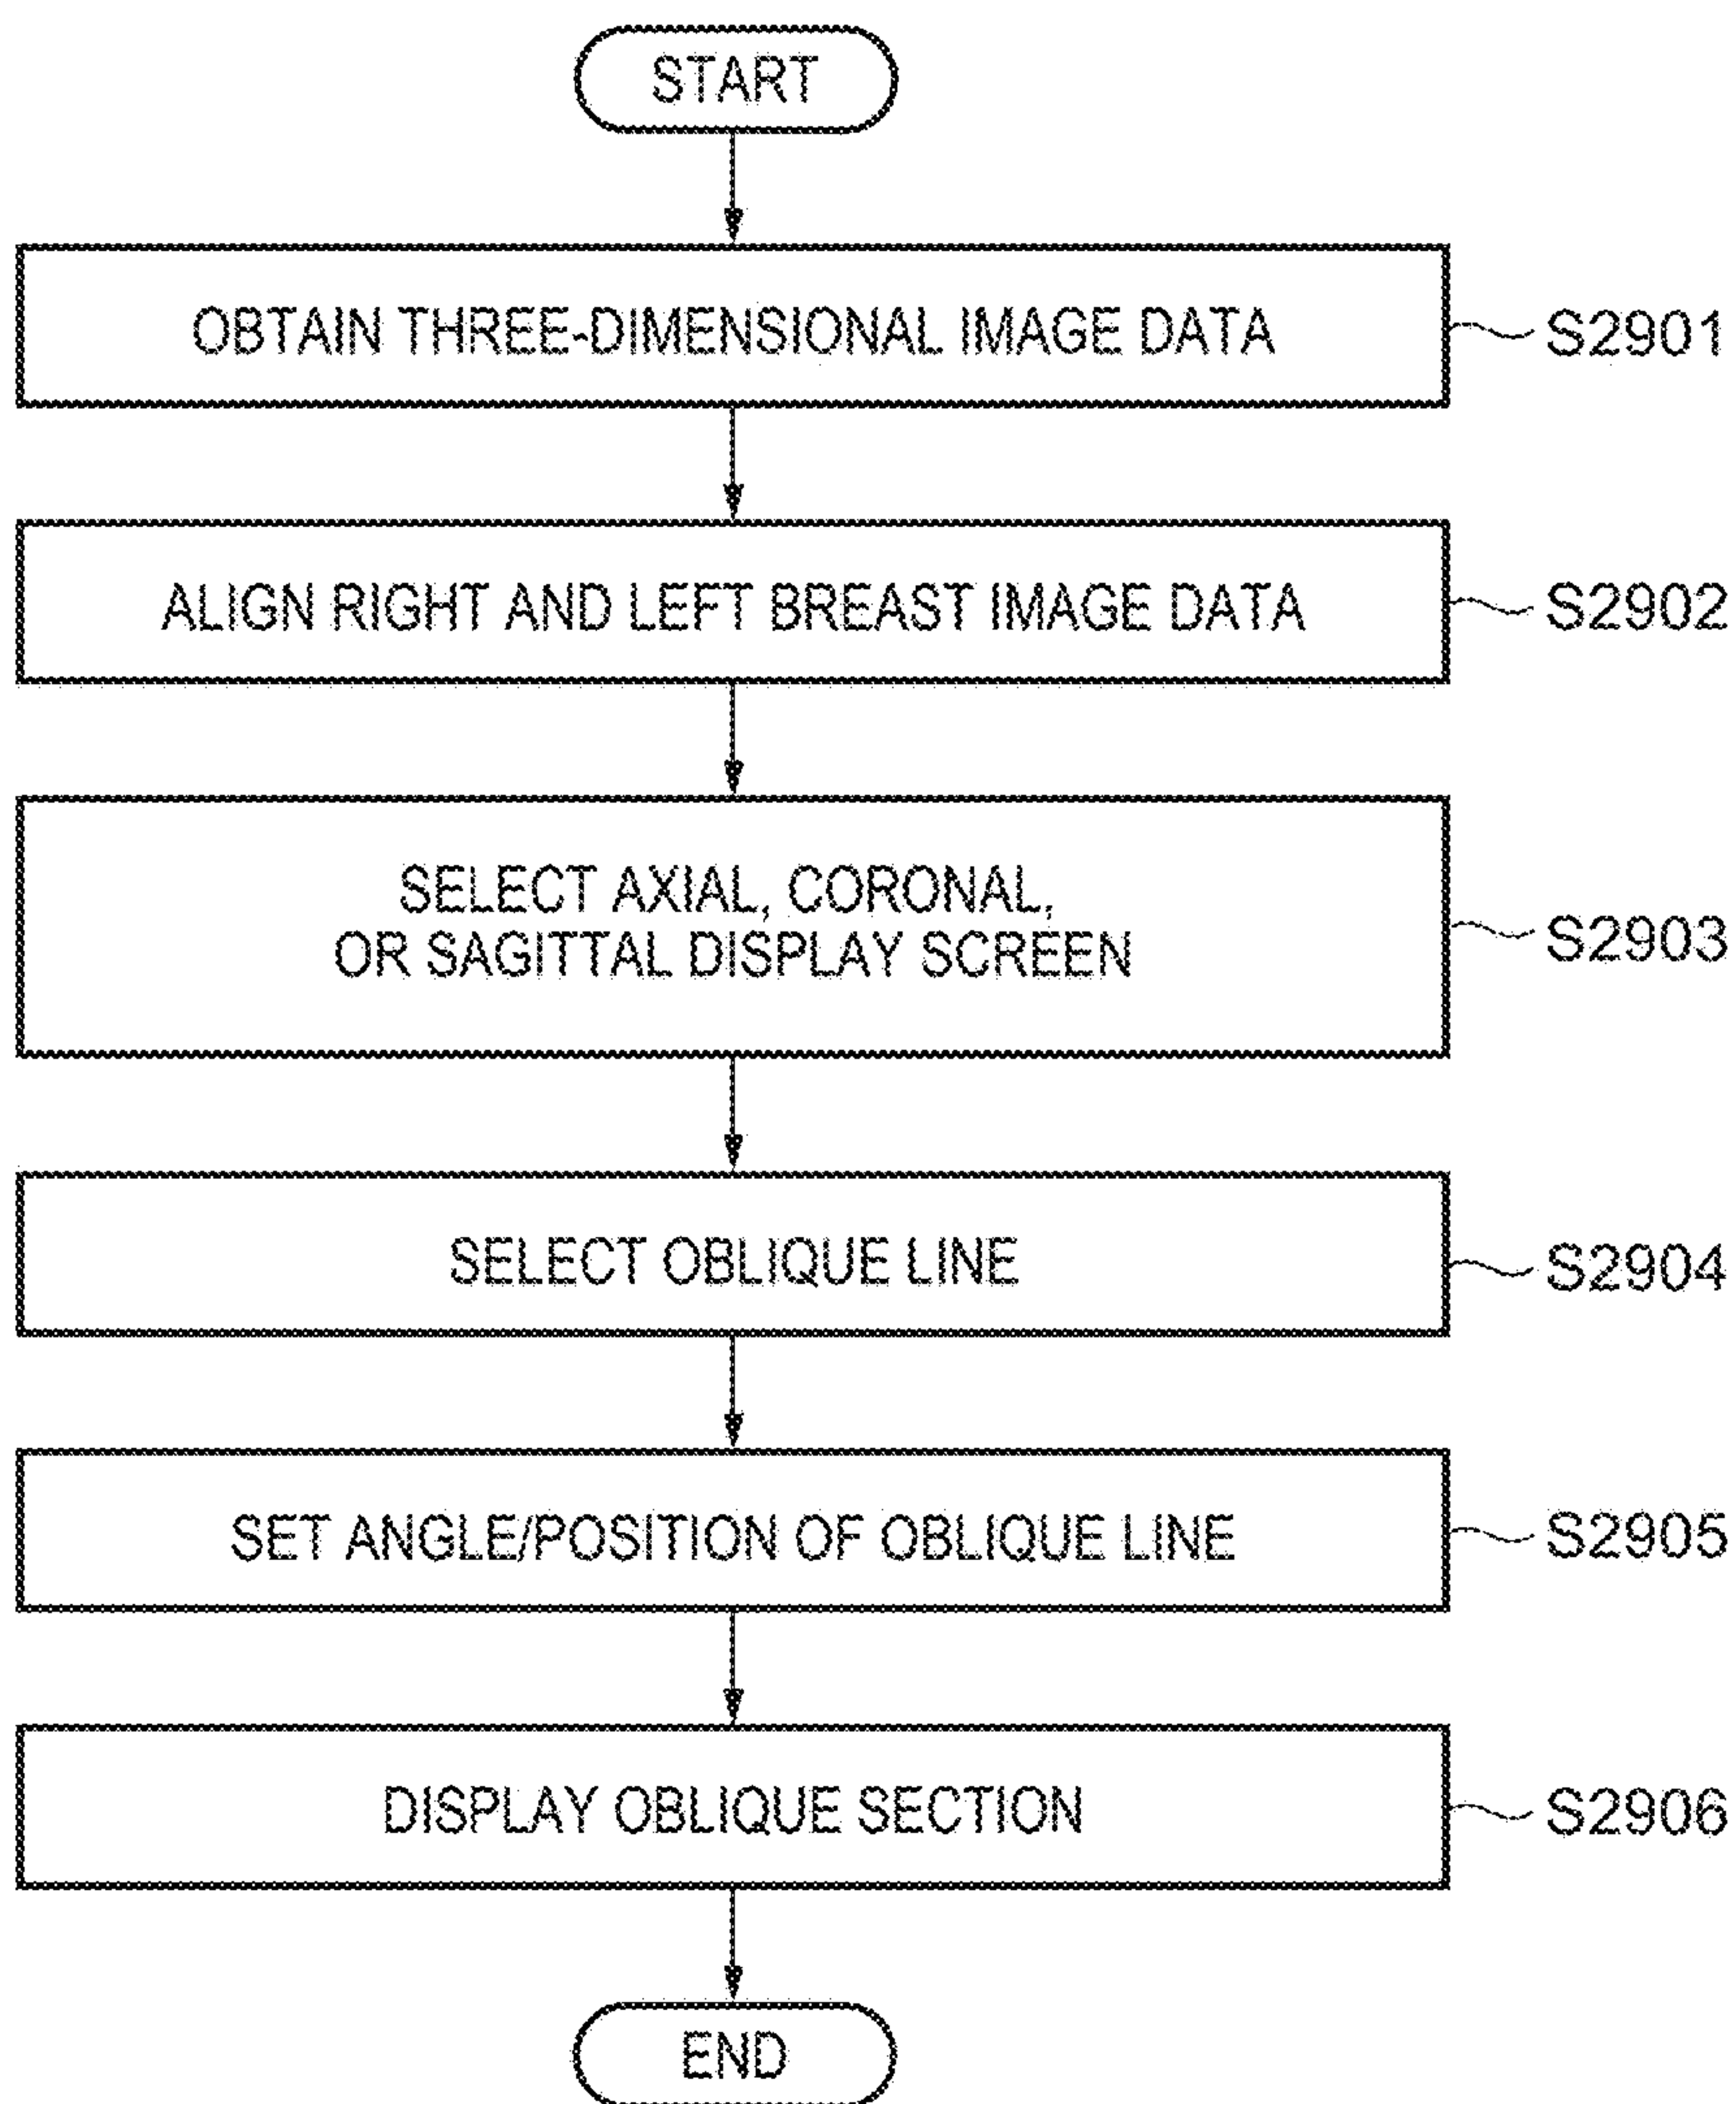 START
OBTAIN THREE-DIMENSIONAL IMAGE DATA
S2901
ALIGN RIGHT AND LEFT BREAST IMAGE DATA
S2902
SELECT AXIAL, CORONAL,
OR SAGITTAL DISPLAY SCREEN
S2903
SELECT OBLIQUE LINE
S2904
SET ANGLE/POSITION OF OBLIQUE LINE
S2905
DISPLAY OBLIQUE SECTION
S2906
END